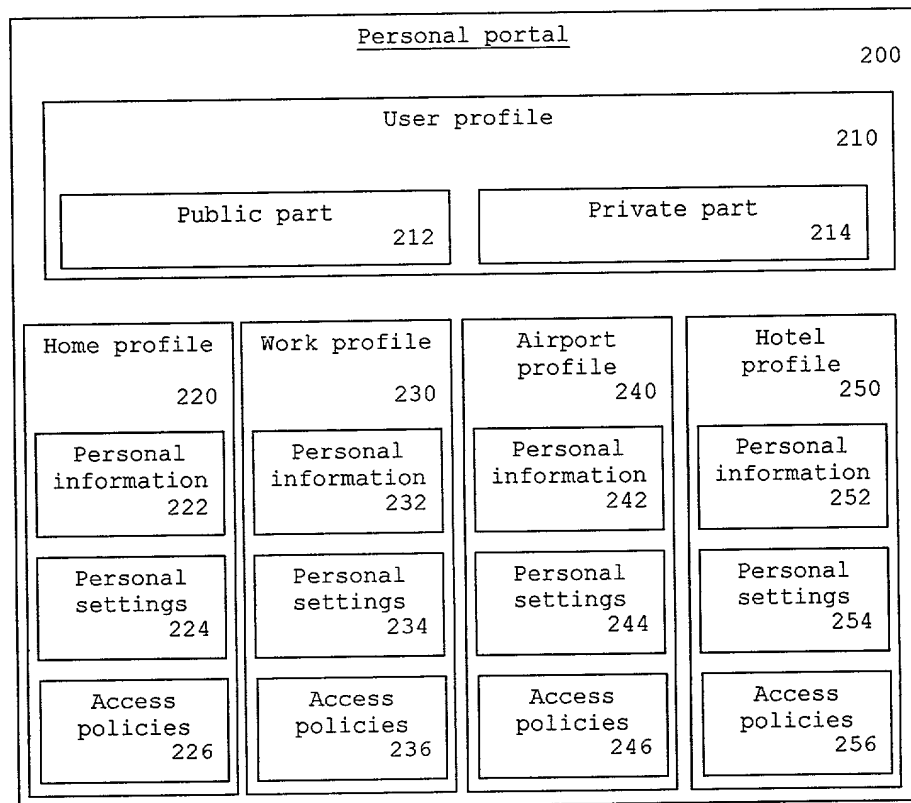 Personal portal
200
User profile
210
Public part
212
Private part
214
Home profile
220
Personal
information
222
Personal
settings
224
Access
policies
226
Work profile
230
Personal
information
232
Personal
settings
234
Access
policies
236
Airport
profile
240
Personal
information
242
Personal
settings
244
Access
policies
246
Hotel
profile
250
Personal
information
252
Personal
settings
254
Access
policies
256